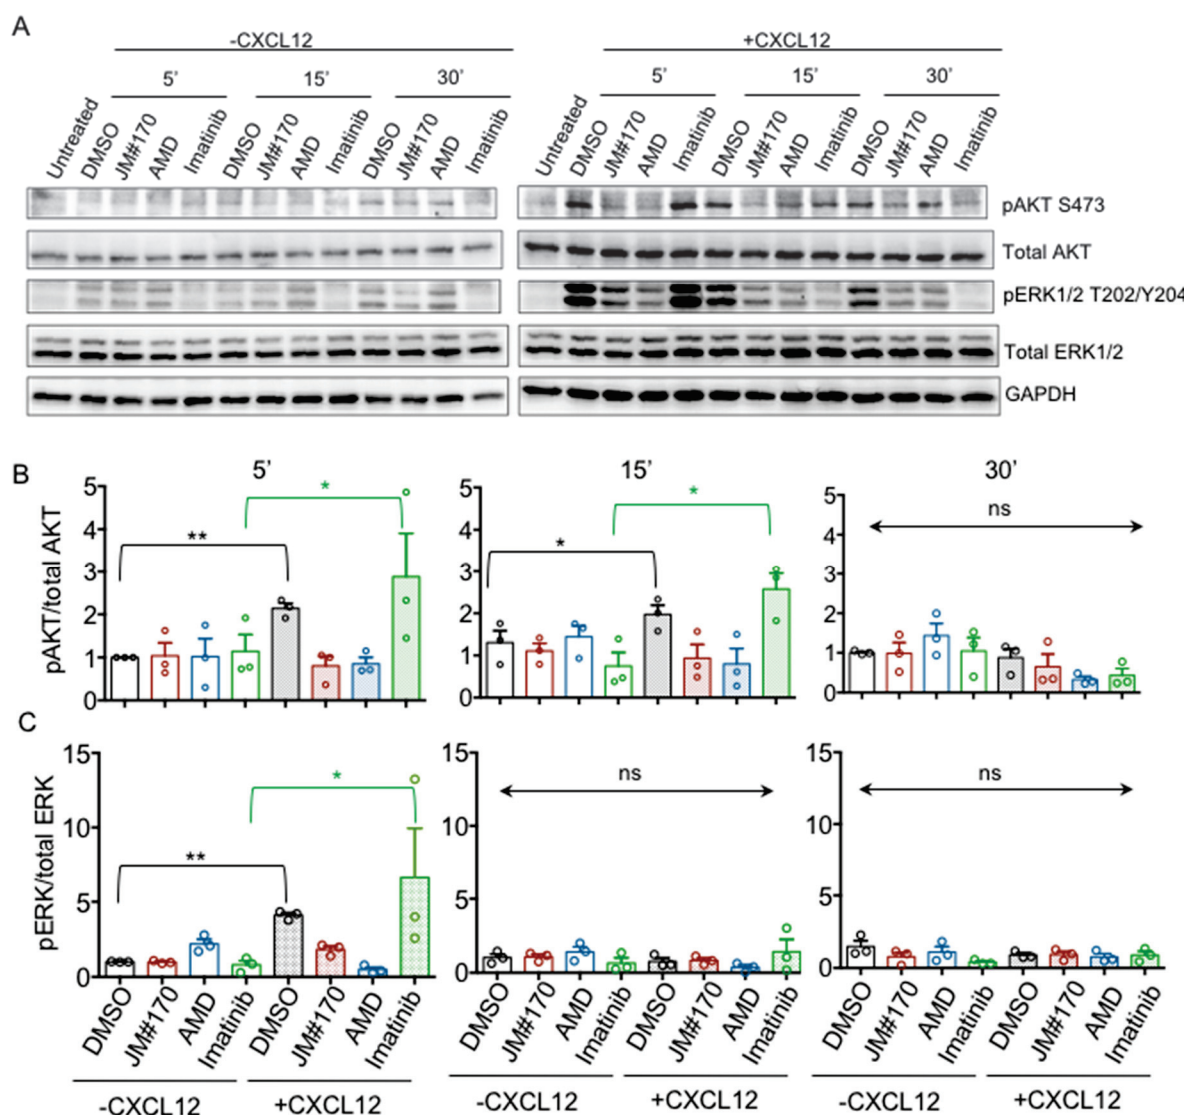 A
-CXCL12
+CXCL12
5’ 15’ 30’ 5’ 15’ 30’
Untreated DMSO JM#170 AMD Imatinib DMSO JM#170 AMD Imatinib DMSO JM#170 AMD Imatinib Untreated DMSO JM#170 AMD Imatinib DMSO JM#170 AMD Imatinib DMSO JM#170 AMD Imatinib
pAKT S473
Total AKT
pERK1/2 T202/Y204
Total ERK1/2
GAPDH
B
5’ 15’ 30’
pAKT/total AKT
5 4 3 2 1 0
** *
5 4 3 2 1 0
* *
5 4 3 2 1 0
ns
C
pERK/total ERK
15 10 5 0
** *
15 10 5 0
ns
15 10 5 0
ns
DMSO JM#170 AMD Imatinib DMSO JM#170 AMD Imatinib DMSO JM#170 AMD Imatinib DMSO JM#170 AMD Imatinib DMSO JM#170 AMD Imatinib DMSO JM#170 AMD Imatinib
-CXCL12 +CXCL12 -CXCL12 +CXCL12 -CXCL12 +CXCL12